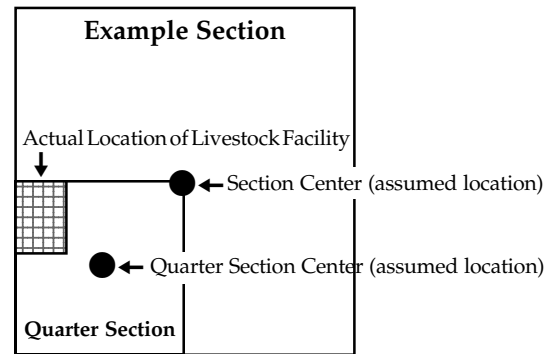 Example Section
Actual Location of Livestock Facility
Section Center (assumed location)
Quarter Section Center (assumed location)
Quarter Section